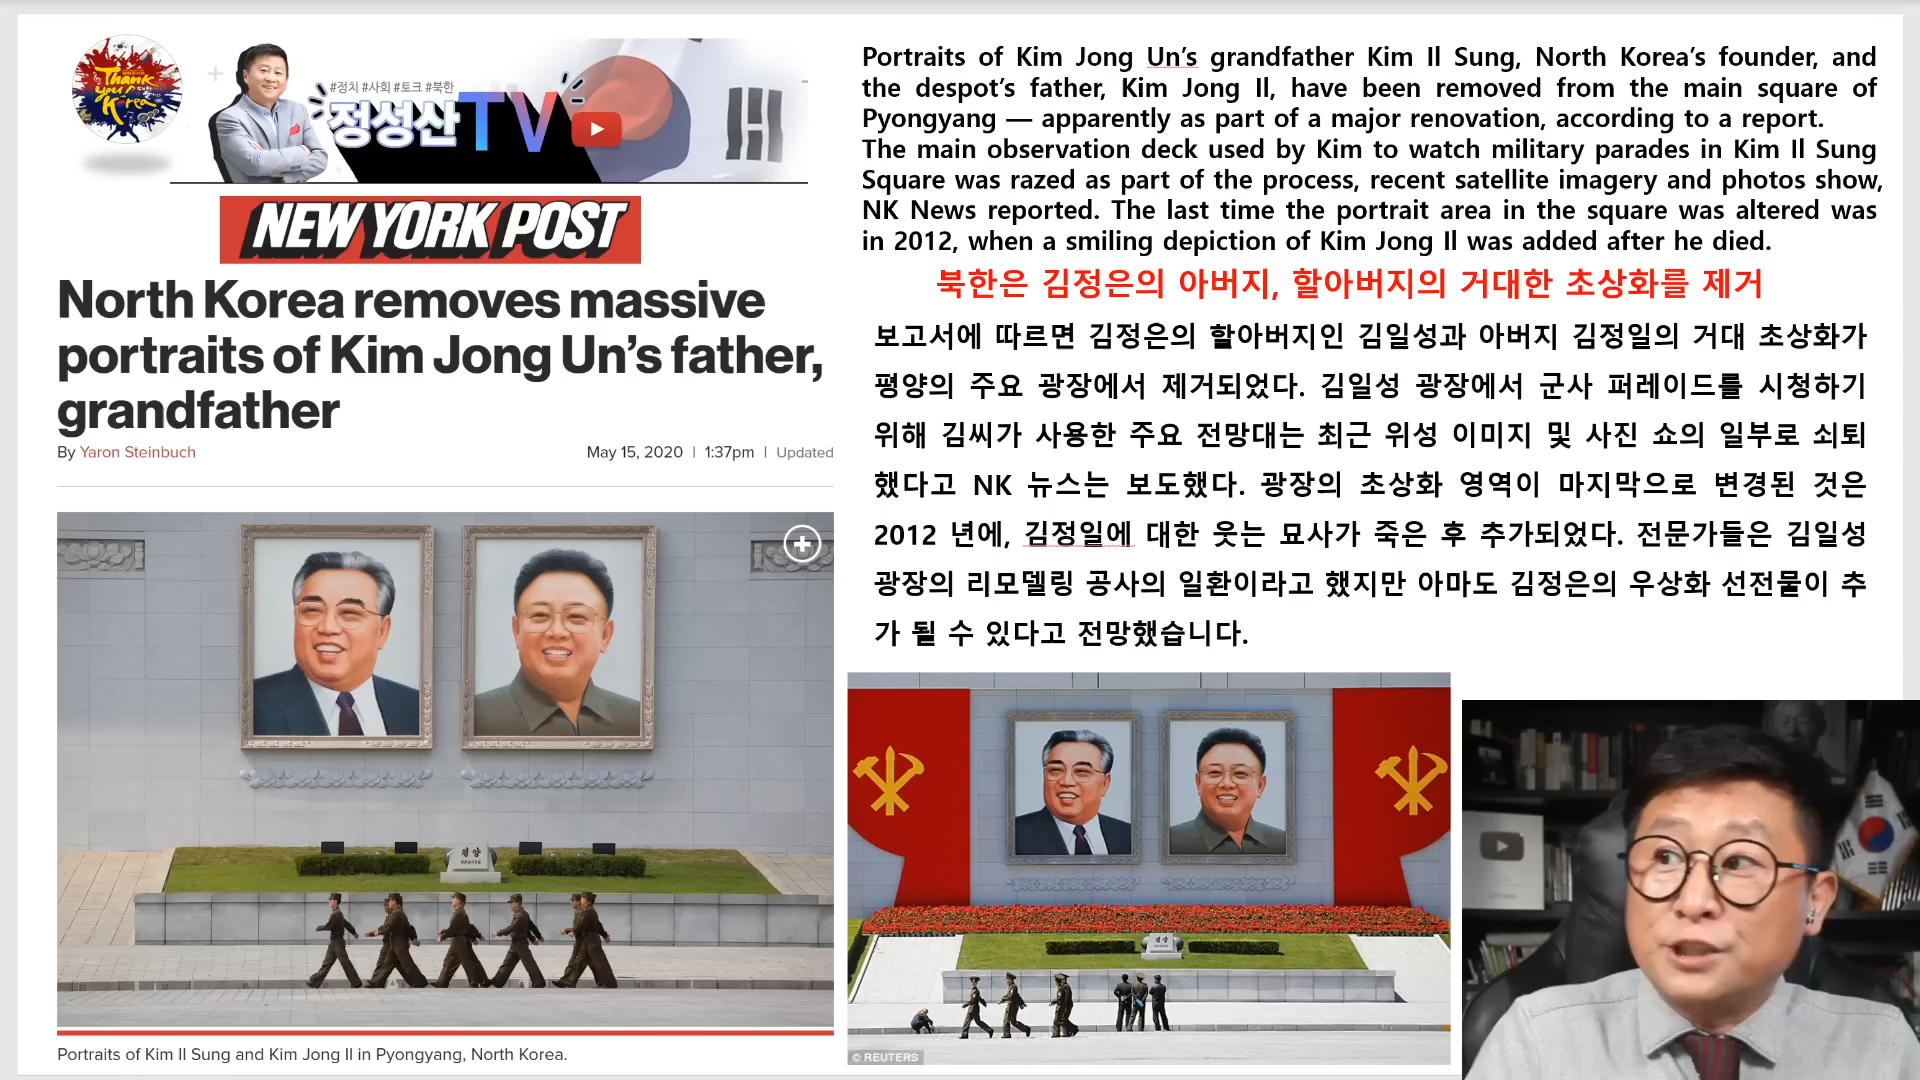 Thank
you!
Korea
#정치 #사회 #토크 #북한
정성산TV
NEW YORK POST
North Korea removes massive
portraits of Kim Jong Un’s father,
grandfather
By Yaron Steinbuch
May 15, 2020 | 1:37pm | Updated
평양
Portraits of Kim Il Sung and Kim Jong Il in Pyongyang, North Korea.
Portraits of Kim Jong Un’s grandfather Kim Il Sung, North Korea’s founder, and
the despot’s father, Kim Jong Il, have been removed from the main square of
Pyongyang — apparently as part of a major renovation, according to a report.
The main observation deck used by Kim to watch military parades in Kim Il Sung
Square was razed as part of the process, recent satellite imagery and photos show,
NK News reported. The last time the portrait area in the square was altered was
in 2012, when a smiling depiction of Kim Jong Il was added after he died.
북한은 김정은의 아버지, 할아버지의 거대한 초상화를 제거
보고서에 따르면 김정은의 할아버지인 김일성과 아버지 김정일의 거대 초상화가
평양의 주요 광장에서 제거되었다. 김일성 광장에서 군사 퍼레이드를 시청하기
위해 김씨가 사용한 주요 전망대는 최근 위성 이미지 및 사진 쇼의 일부로 쇠퇴
했다고 NK 뉴스는 보도했다. 광장의 초상화 영역이 마지막으로 변경된 것은
2012 년에, 김정일에 대한 웃는 묘사가 죽은 후 추가되었다. 전문가들은 김일성
광장의 리모델링 공사의 일환이라고 했지만 아마도 김정은의 우상화 선전물이 추
가 될 수 있다고 전망했습니다.
평양
© REUTERS